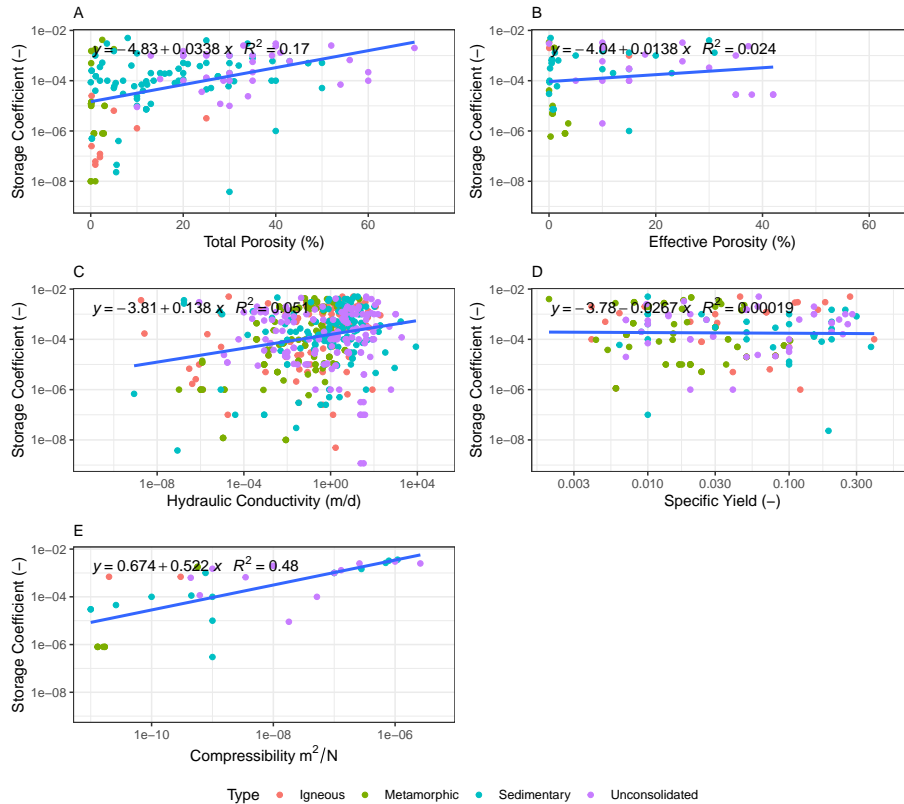 A
y = −4.83 + 0.0338 x R² = 0.17
1e−02
1e−04
1e−06
1e−08
Storage Coefficient (−)
0 20 40 60
Total Porosity (%)
B
y = −4.04 + 0.0138 x R² = 0.024
1e−02
1e−04
1e−06
1e−08
Storage Coefficient (−)
0 20 40 60
Effective Porosity (%)
C
y = −3.81 + 0.138 x R² = 0.051
1e−02
1e−04
1e−06
1e−08
Storage Coefficient (−)
1e−08 1e−04 1e+00 1e+04
Hydraulic Conductivity (m/d)
D
y = −3.78 − 0.0267 x R² = 0.00019
1e−02
1e−04
1e−06
1e−08
Storage Coefficient (−)
0.003 0.010 0.030 0.100 0.300
Specific Yield (−)
E
y = 0.674 + 0.522 x R² = 0.48
1e−02
1e−04
1e−06
1e−08
Storage Coefficient (−)
1e−10 1e−08 1e−06
Compressibility m²/N
Type Igneous Metamorphic Sedimentary Unconsolidated